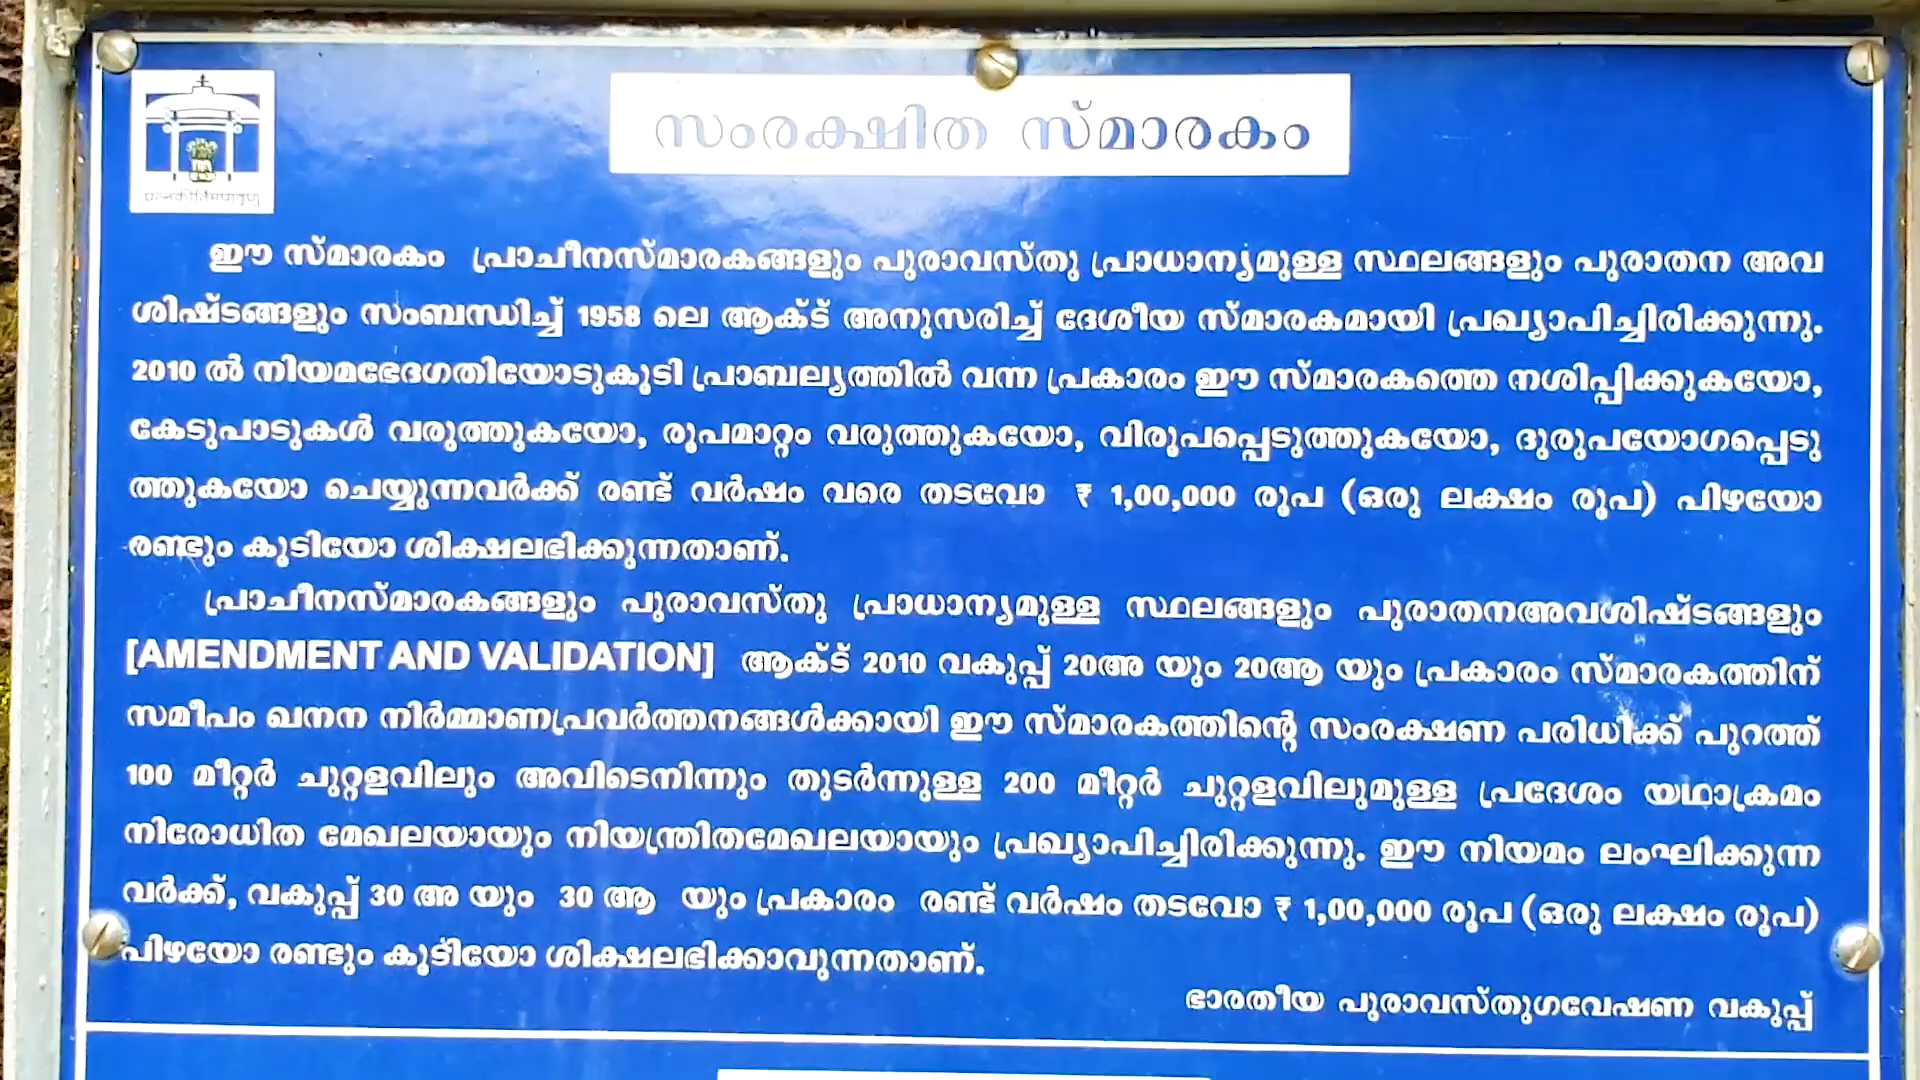 സംരക്ഷിത സ്മാരകം
प्रत्नकीर्तिमपावृणु
ഈ സ്മാരകം പ്രാചീനസ്മാരകങ്ങളും പുരാവസ്തു പ്രാധാന്യമുള്ള സ്ഥലങ്ങളും പുരാതന അവ
ശിഷ്ടങ്ങളും സംബന്ധിച്ച് 1958 ലെ ആക്ട് അനുസരിച്ച് ദേശീയ സ്മാരകമായി പ്രഖ്യാപിച്ചിരിക്കുന്നു.
2010 ൽ നിയമഭേദഗതിയോടുകുടി പ്രാബല്യത്തിൽ വന്ന പ്രകാരം ഈ സ്മാരകത്തെ നശിപ്പിക്കുകയോ,
കേടുപാടുകൾ വരുത്തുകയോ, രൂപമാറ്റം വരുത്തുകയോ, വിരൂപപ്പെടുത്തുകയോ, ദുരുപയോഗപ്പെടു
ത്തുകയോ ചെയ്യുന്നവർക്ക് രണ്ട് വർഷം വരെ തടവോ ₹ 1,00,000 രൂപ (ഒരു ലക്ഷം രൂപ) പിഴയോ
രണ്ടും കൂടിയോ ശിക്ഷലഭിക്കുന്നതാണ്.
പ്രാചീനസ്മാരകങ്ങളും പുരാവസ്തു പ്രാധാന്യമുള്ള സ്ഥലങ്ങളും പുരാതനഅവശിഷ്ടങ്ങളും
[AMENDMENT AND VALIDATION] ആക്ട് 2010 വകുപ്പ് 20അ യും 20ആ യും പ്രകാരം സ്മാരകത്തിന്
സമീപം ഖനന നിർമ്മാണപ്രവർത്തനങ്ങൾക്കായി ഈ സ്മാരകത്തിന്റെ സംരക്ഷണ പരിധിക്ക് പുറത്ത്
100 മീറ്റർ ചുറ്റളവിലും അവിടെനിന്നും തുടർന്നുള്ള 200 മീറ്റർ ചുറ്റളവിലുമുള്ള പ്രദേശം യഥാക്രമം
നിരോധിത മേഖലയായും നിയന്ത്രിതമേഖലയായും പ്രഖ്യാപിച്ചിരിക്കുന്നു. ഈ നിയമം ലംഘിക്കുന്ന
വർക്ക്, വകുപ്പ് 30 അ യും 30 ആ യും പ്രകാരം രണ്ട് വർഷം തടവോ ₹ 1,00,000 രൂപ (ഒരു ലക്ഷം രൂപ)
പിഴയോ രണ്ടും കൂടിയോ ശിക്ഷലഭിക്കാവുന്നതാണ്.
ഭാരതീയ പുരാവസ്തുഗവേഷണ വകുപ്പ്